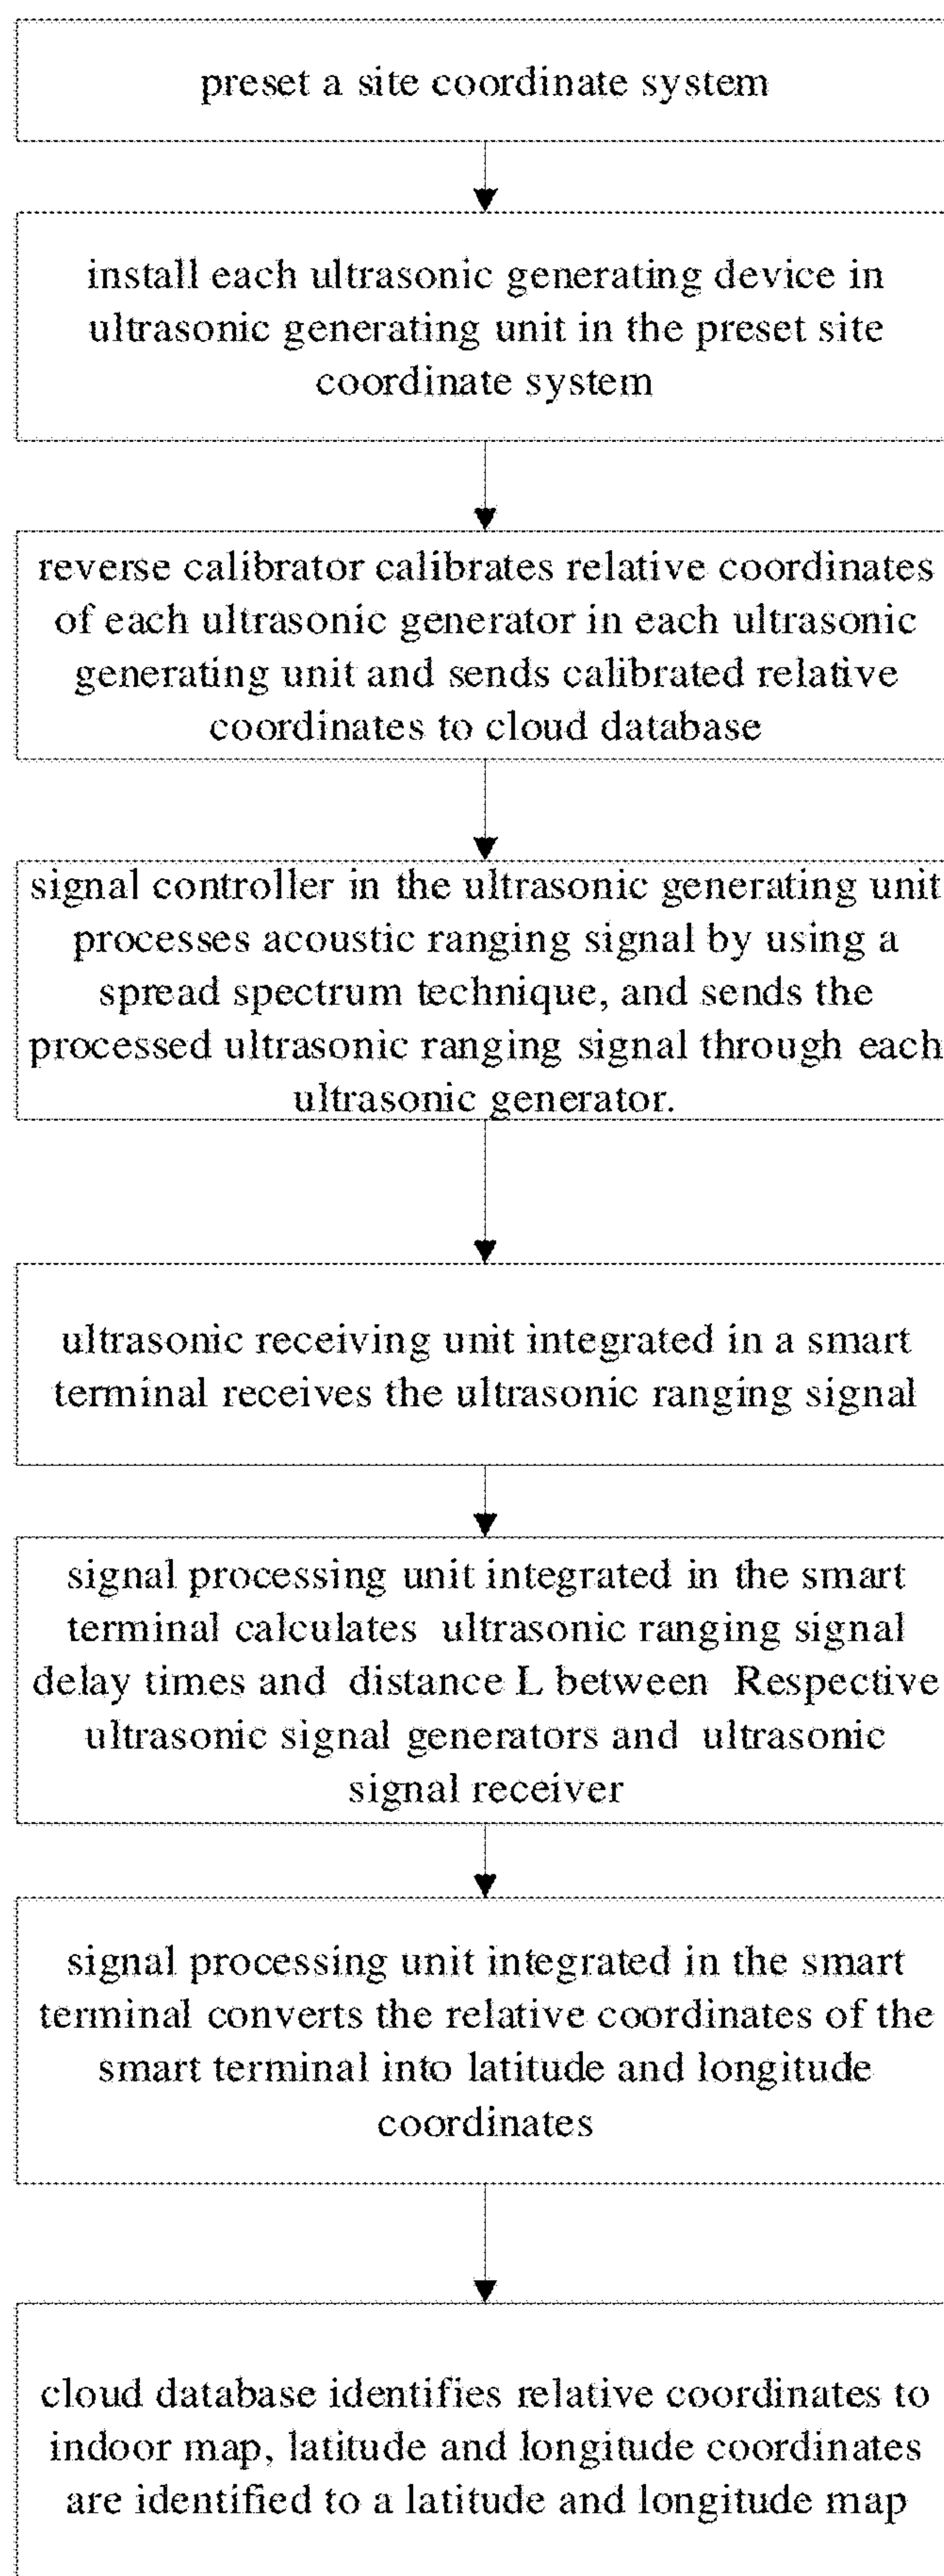 preset a site coordinate system
install each ultrasonic generating device in
ultrasonic generating unit in the preset site
coordinate system
reverse calibrator calibrates relative coordinates
of each ultrasonic generator in each ultrasonic
generating unit and sends calibrated relative
coordinates to cloud database
signal controller in the ultrasonic generating unit
processes acoustic ranging signal by using a
spread spectrum technique, and sends the
processed ultrasonic ranging signal through each
ultrasonic generator.
ultrasonic receiving unit integrated in a smart
terminal receives the ultrasonic ranging signal
signal processing unit integrated in the smart
terminal calculates ultrasonic ranging signal
delay times and distance L between Respective
ultrasonic signal generators and ultrasonic
signal receiver
signal processing unit integrated in the smart
terminal converts the relative coordinates of the
smart terminal into latitude and longitude
coordinates
cloud database identifies relative coordinates to
indoor map, latitude and longitude coordinates
are identified to a latitude and longitude map